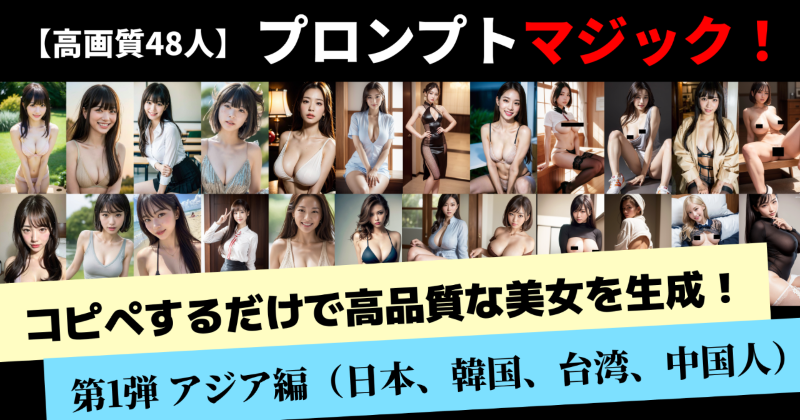 【高画質48人】 プロンプトマジック！
コピペするだけで高品質な美女を生成！
第1弾 アジア編（日本、韓国、台湾、中国人）